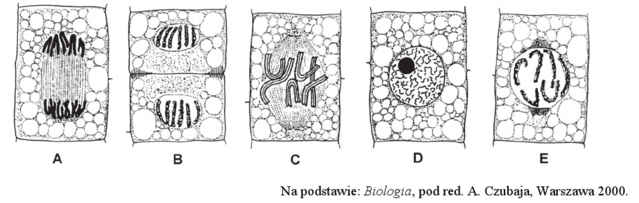 A B C D E
Na podstawie: Biologia, pod red. A. Czubaja, Warszawa 2000.